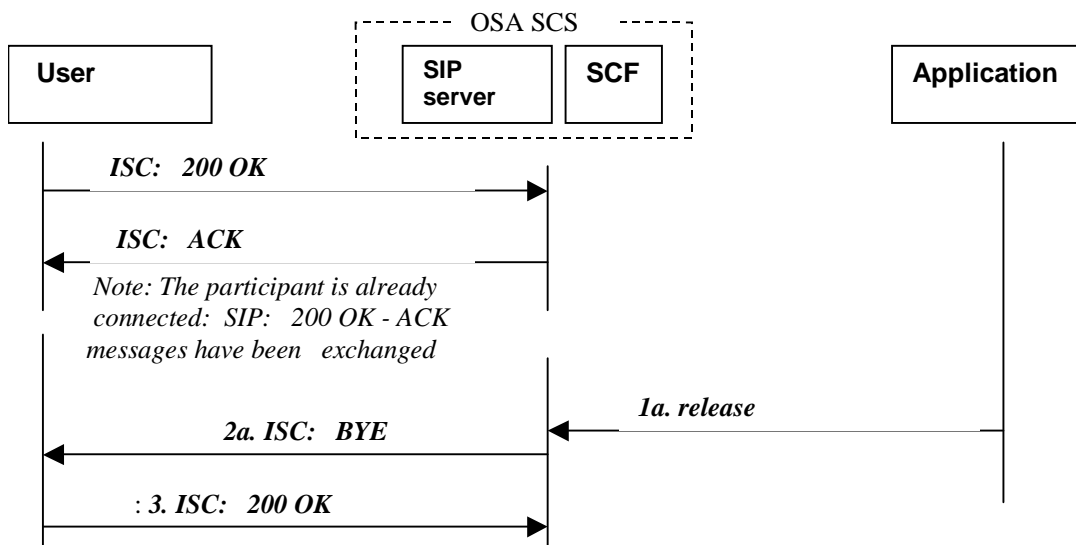 OSA SCS
User
SIP
server
SCF
Application
ISC: 200 OK
ISC: ACK
Note: The participant is already
connected: SIP: 200 OK - ACK
messages have been exchanged
1a. release
2a. ISC: BYE
: 3. ISC: 200 OK